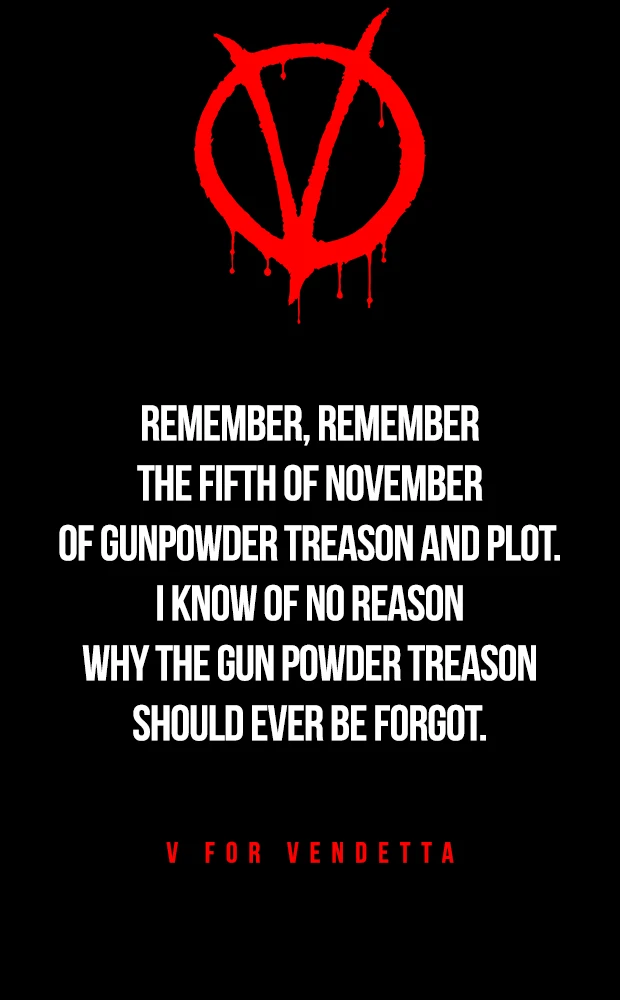 REMEMBER, REMEMBER
THE FIFTH OF NOVEMBER
OF GUNPOWDER TREASON AND PLOT.
I KNOW OF NO REASON
WHY THE GUN POWDER TREASON
SHOULD EVER BE FORGOT.
V FOR VENDETTA